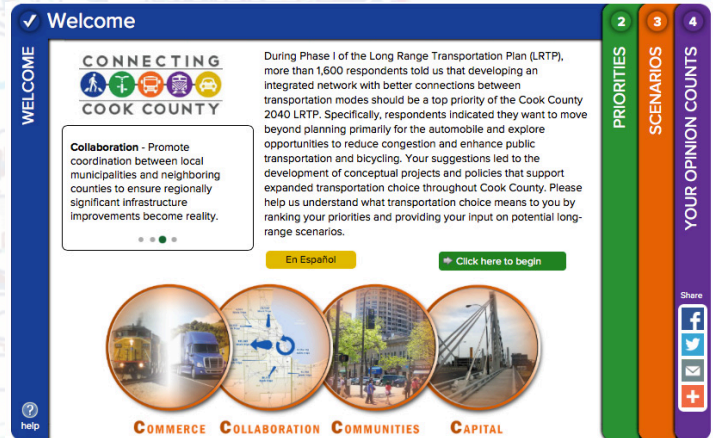 Welcome
WELCOME
CONNECTING
COOK COUNTY
Collaboration - Promote
coordination between local
municipalities and neighboring
counties to ensure regionally
significant infrastructure
improvements become reality.
During Phase I of the Long Range Transportation Plan (LRTP),
more than 1,600 respondents told us that developing an
integrated network with better connections between
transportation modes should be a top priority of the Cook County
2040 LRTP. Specifically, respondents indicated they want to move
beyond planning primarily for the automobile and explore
opportunities to reduce congestion and enhance public
transportation and bicycling. Your suggestions led to the
development of conceptual projects and policies that support
expanded transportation choice throughout Cook County. Please
help us understand what transportation choice means to you by
ranking your priorities and providing your input on potential long-
range scenarios.
En Español
Click here to begin
COMMERCE COLLABORATION COMMUNITIES CAPITAL
? help
2
PRIORITIES
3
SCENARIOS
4
YOUR OPINION COUNTS
Share